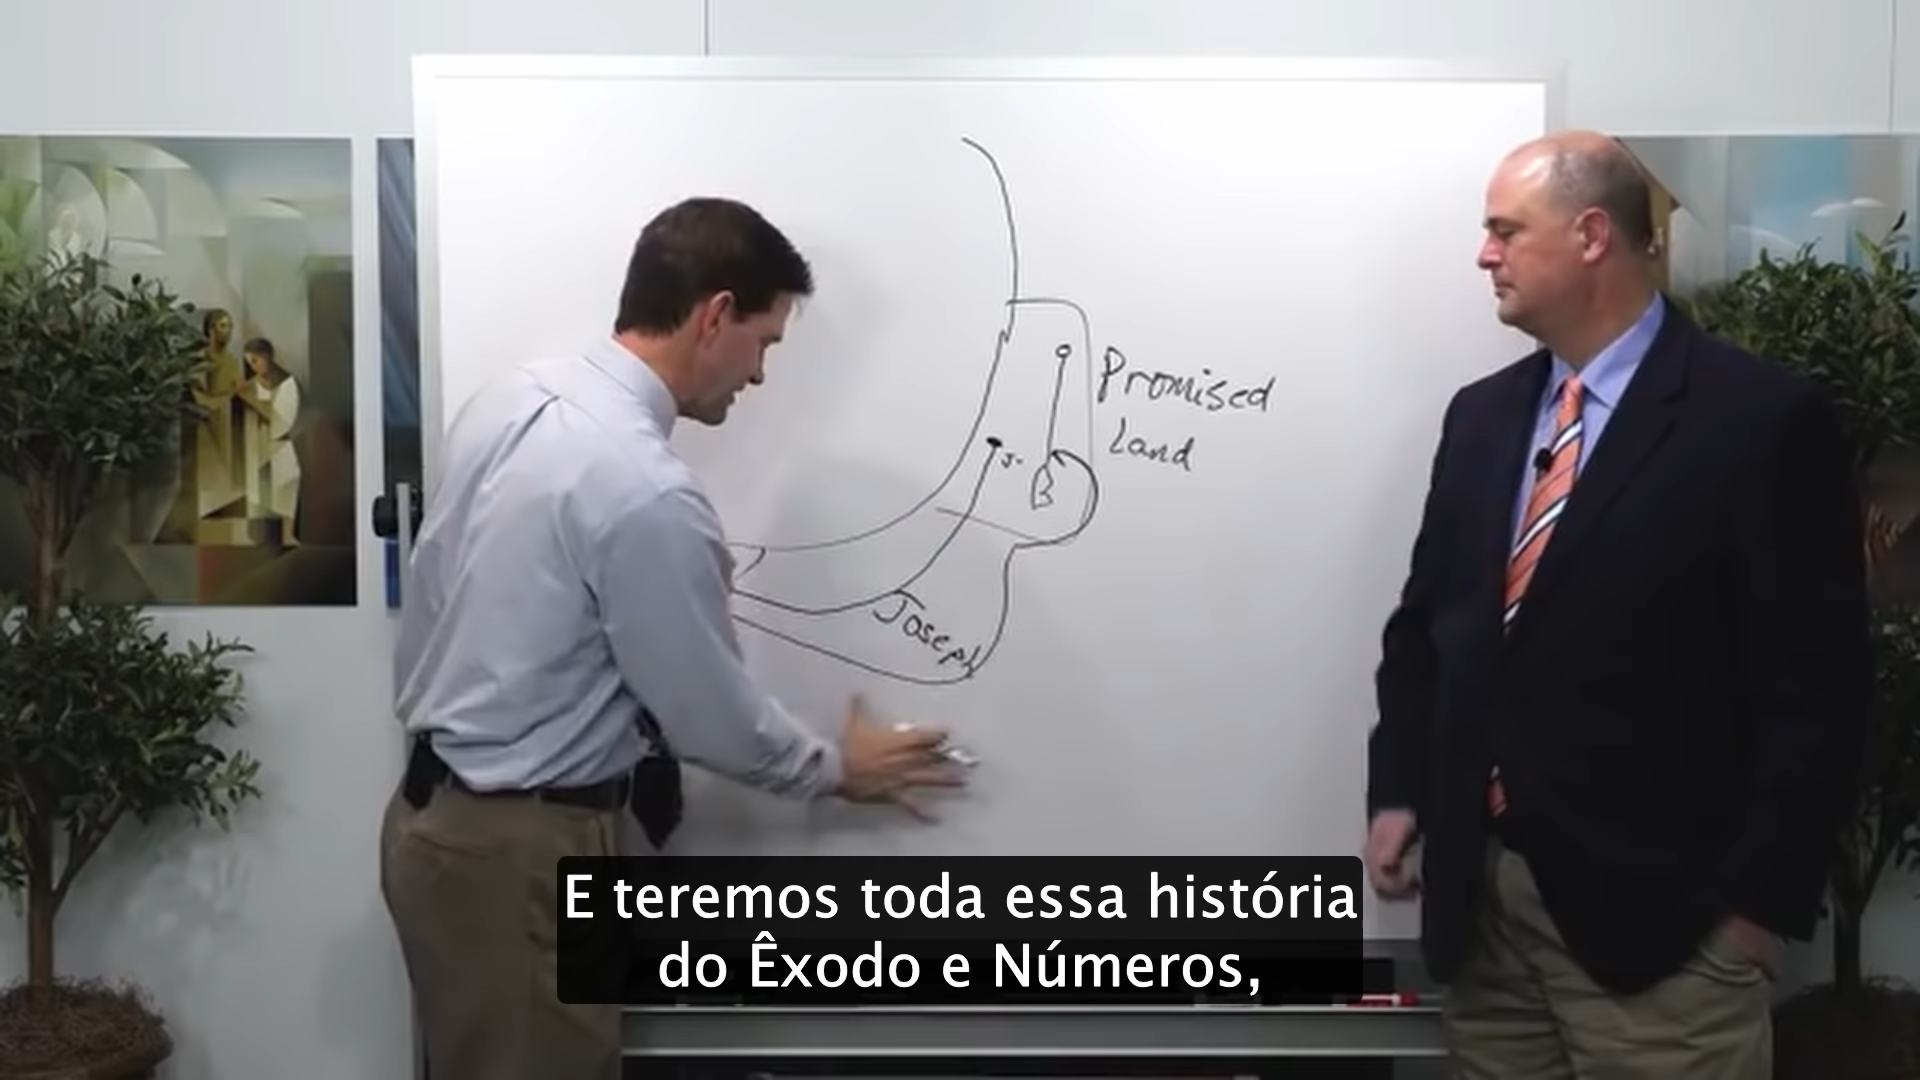 Promised
Land
J-
B
Joseph
E teremos toda essa história
do Êxodo e Números,